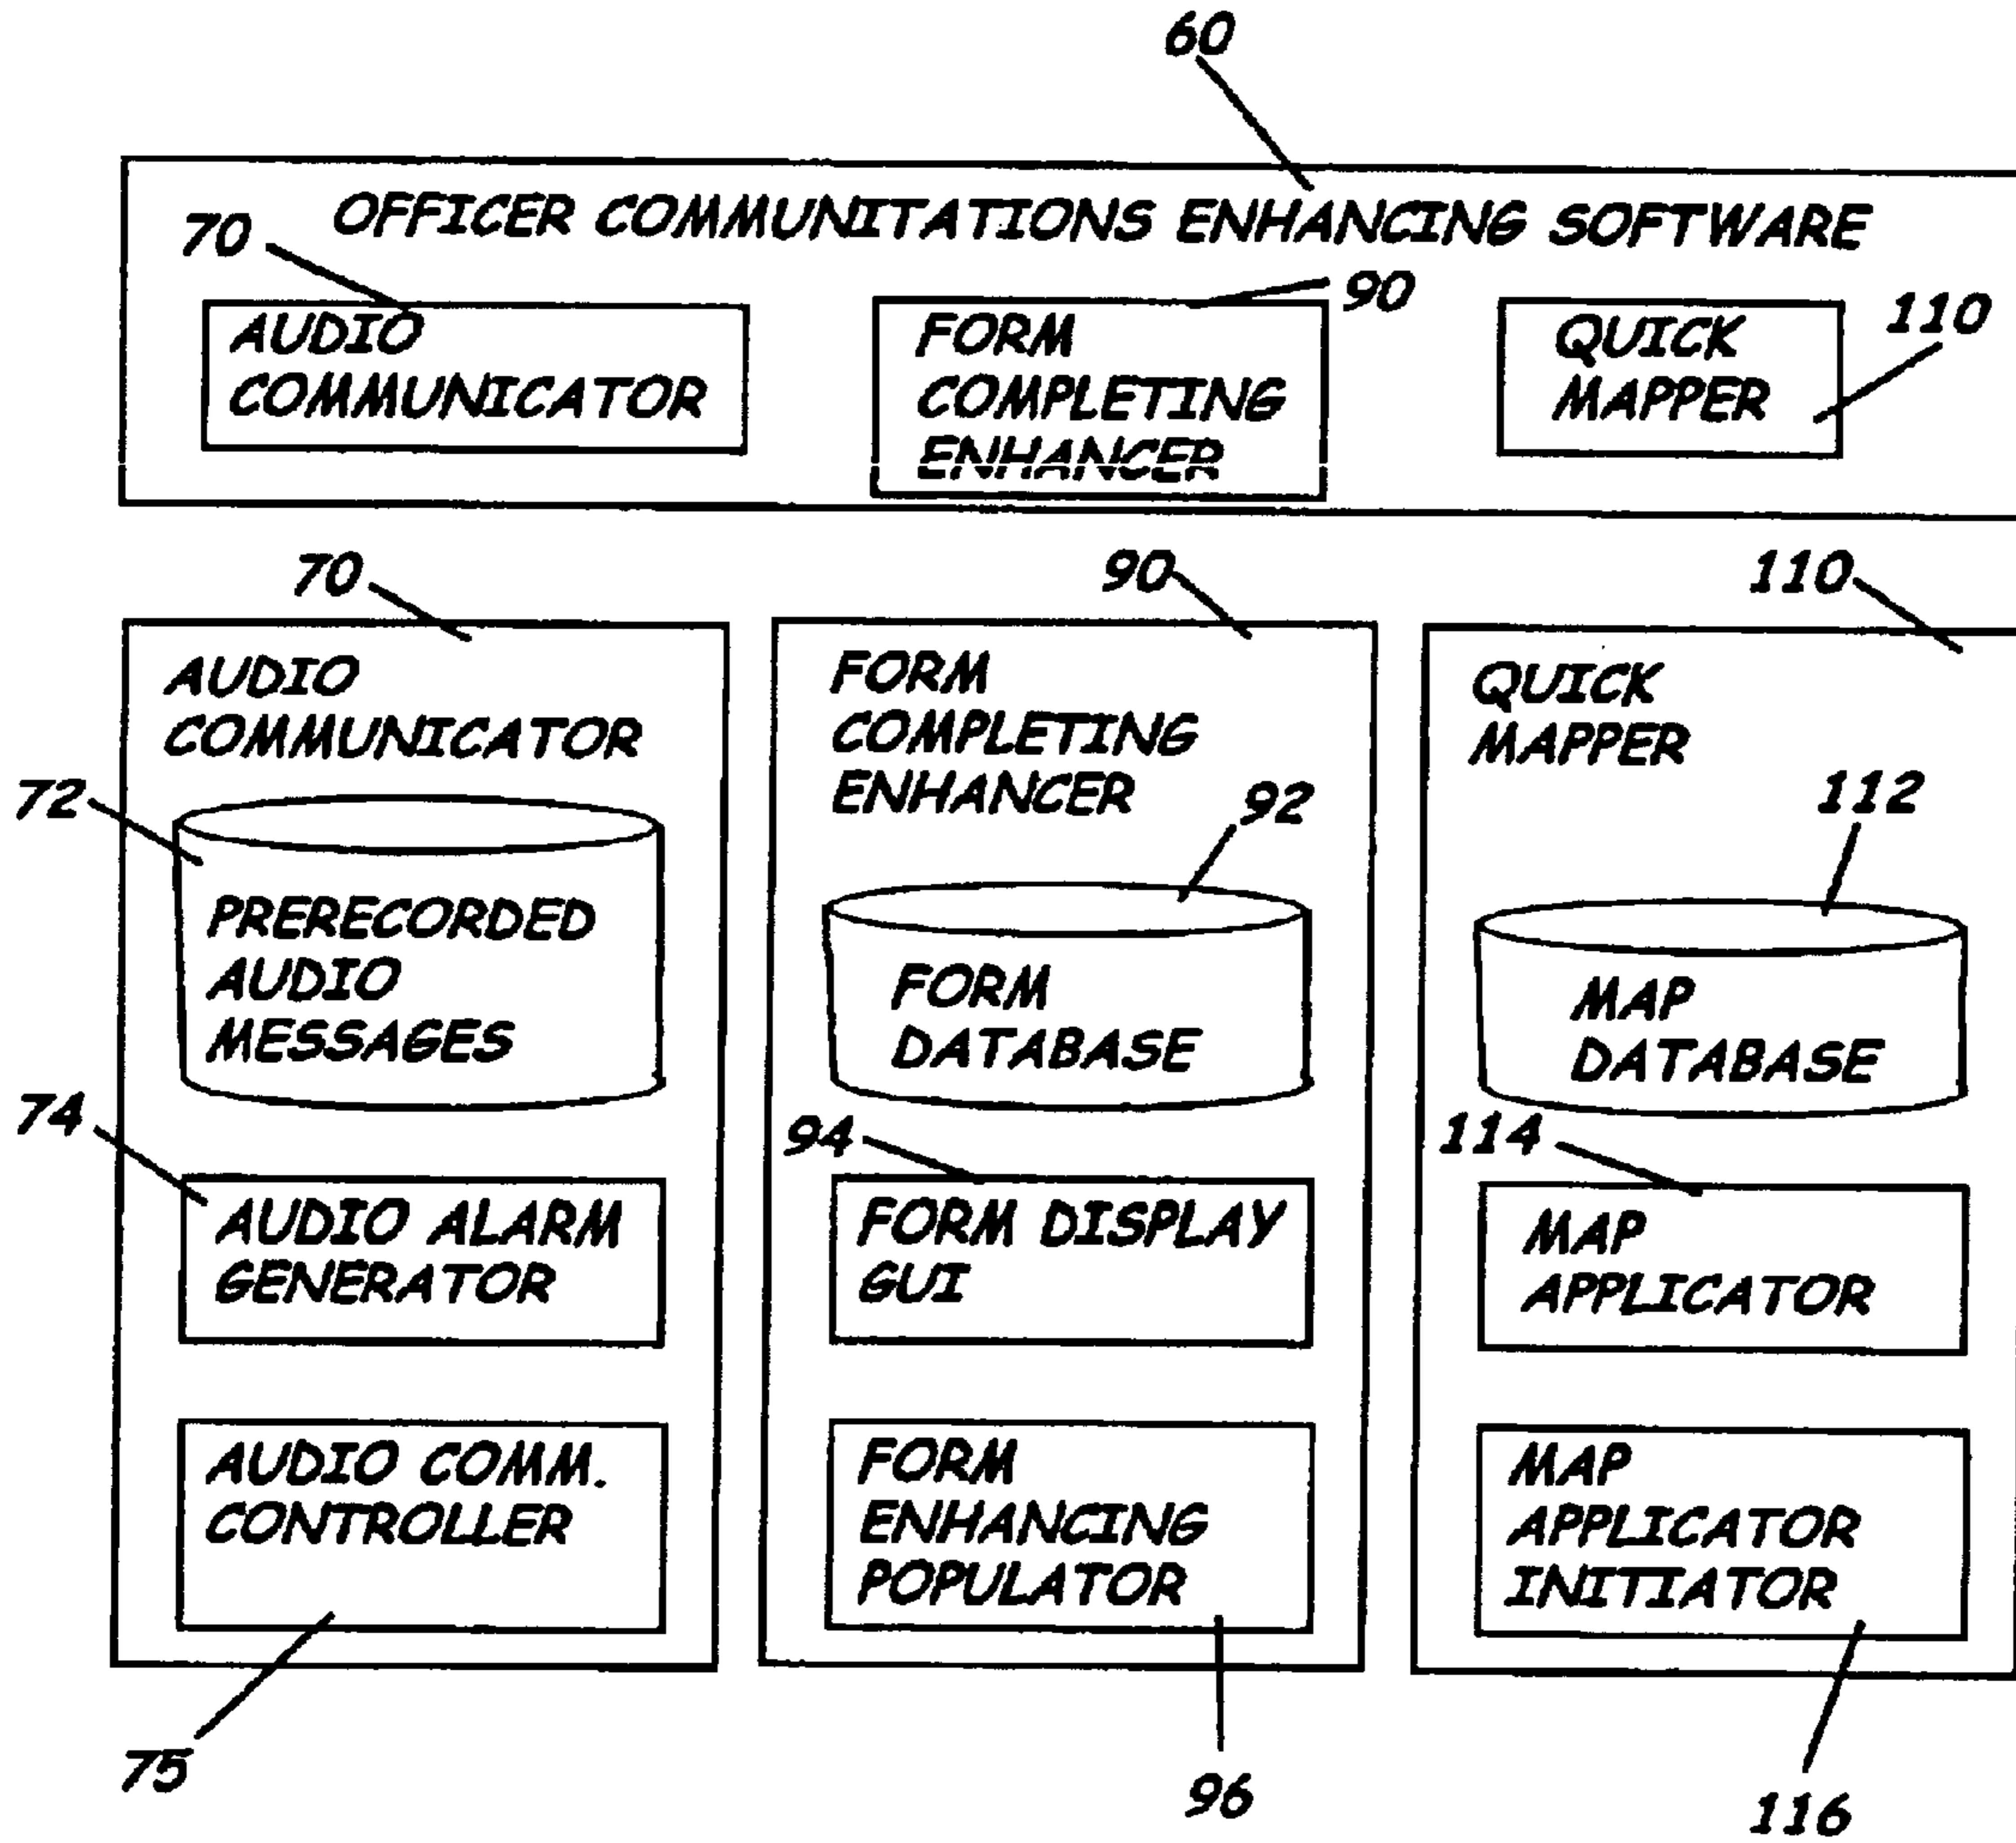 60
OFFICER COMMUNITATIONS ENHANCING SOFTWARE
70
90
110
AUDIO
COMMUNICATOR
FORM
COMPLETING
ENHANCER
QUICK
MAPPER
70
90
110
AUDIO
COMMUNICATOR
72
PRERECORDED
AUDIO
MESSAGES
74
AUDIO ALARM
GENERATOR
AUDIO COMM.
CONTROLLER
75
FORM
COMPLETING
ENHANCER
92
FORM
DATABASE
94
FORM DISPLAY
GUI
FORM
ENHANCING
POPULATOR
96
QUICK
MAPPER
112
MAP
DATABASE
114
MAP
APPLICATOR
MAP
APPLICATOR
INITIATOR
116